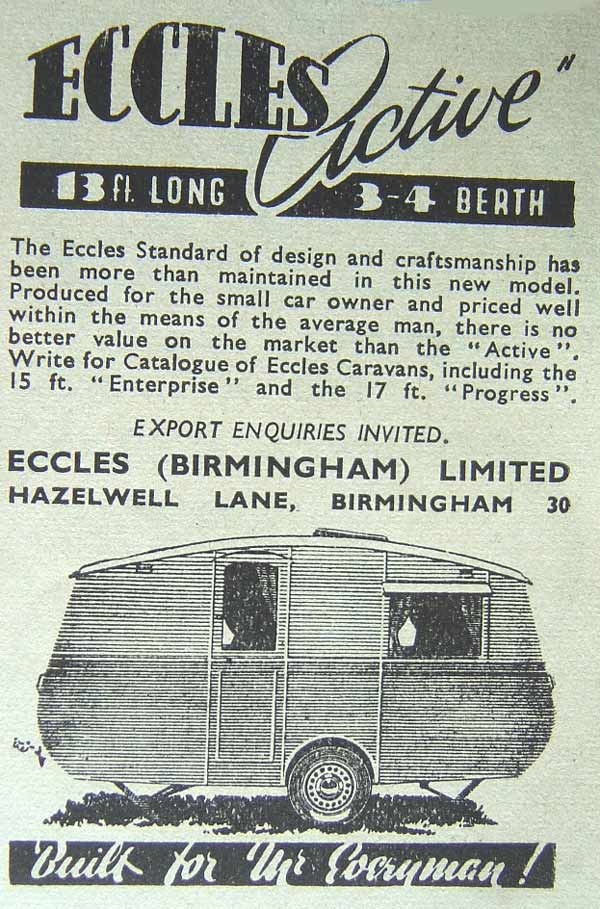 ECCLES Active"
13 ft. LONG 3-4 BERTH
The Eccles Standard of design and craftsmanship has
been more than maintained in this new model.
Produced for the small car owner and priced well
within the means of the average man, there is no
better value on the market than the "Active".
Write for Catalogue of Eccles Caravans, including the
15 ft. "Enterprise" and the 17 ft. "Progress".
EXPORT ENQUIRIES INVITED.
ECCLES (BIRMINGHAM) LIMITED
HAZELWELL LANE, BIRMINGHAM 30
Built for Mr Everyman!